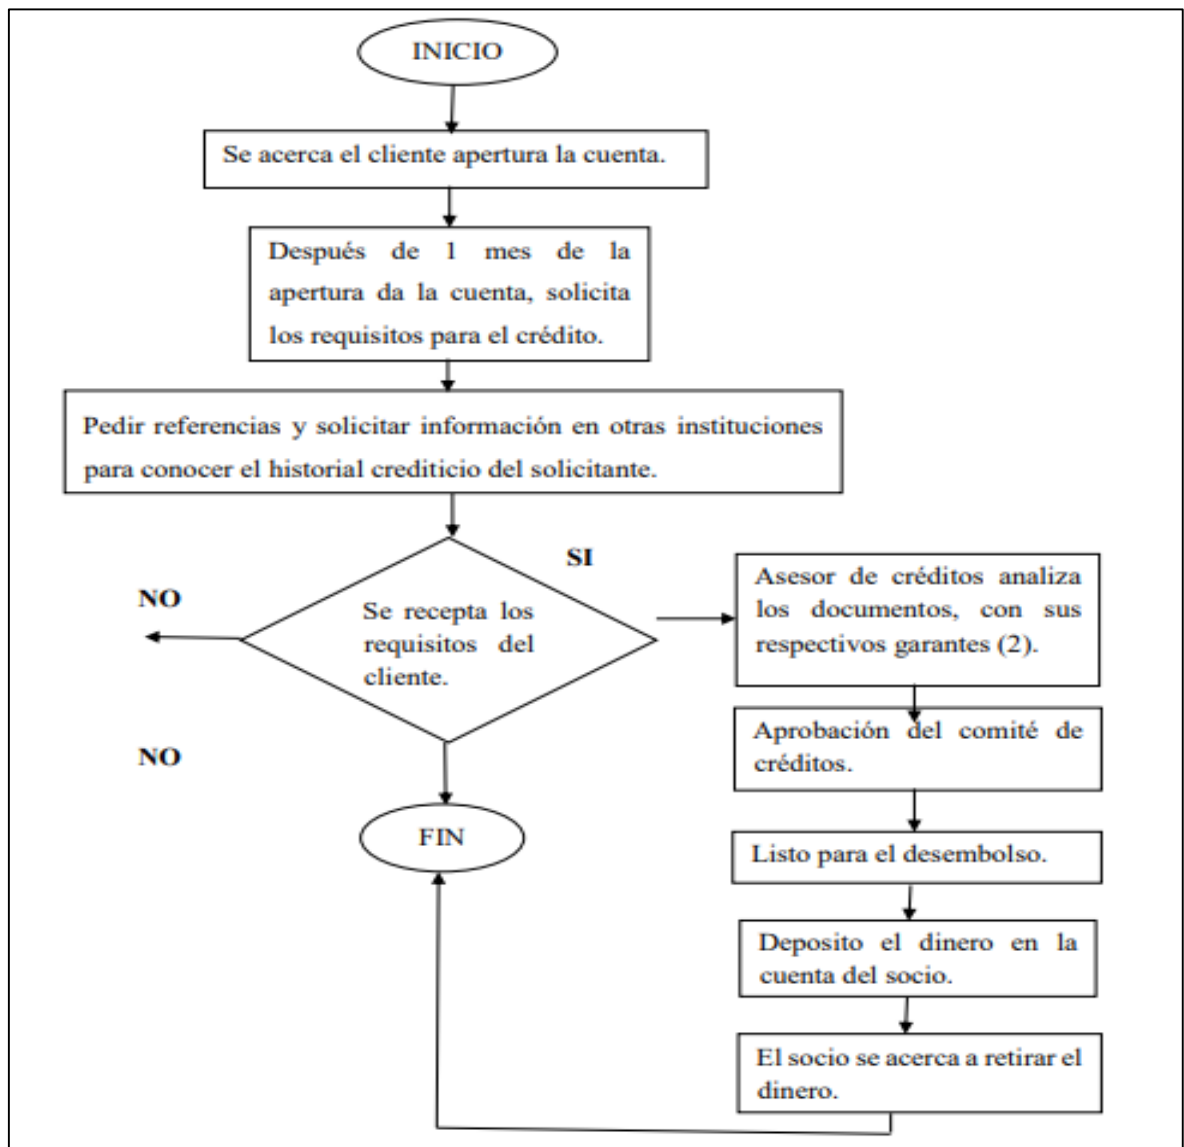 INICIO
Se acerca el cliente apertura la cuenta.
Después de 1 mes de la
apertura da la cuenta, solicita
los requisitos para el crédito.
Pedir referencias y solicitar información en otras instituciones
para conocer el historial crediticio del solicitante.
SI
NO
Se recepta los
requisitos del
cliente.
Asesor de créditos analiza
los documentos, con sus
respectivos garantes (2).
Aprobación del comité de
créditos.
NO
FIN
Listo para el desembolso.
Deposito el dinero en la
cuenta del socio.
El socio se acerca a retirar el
dinero.